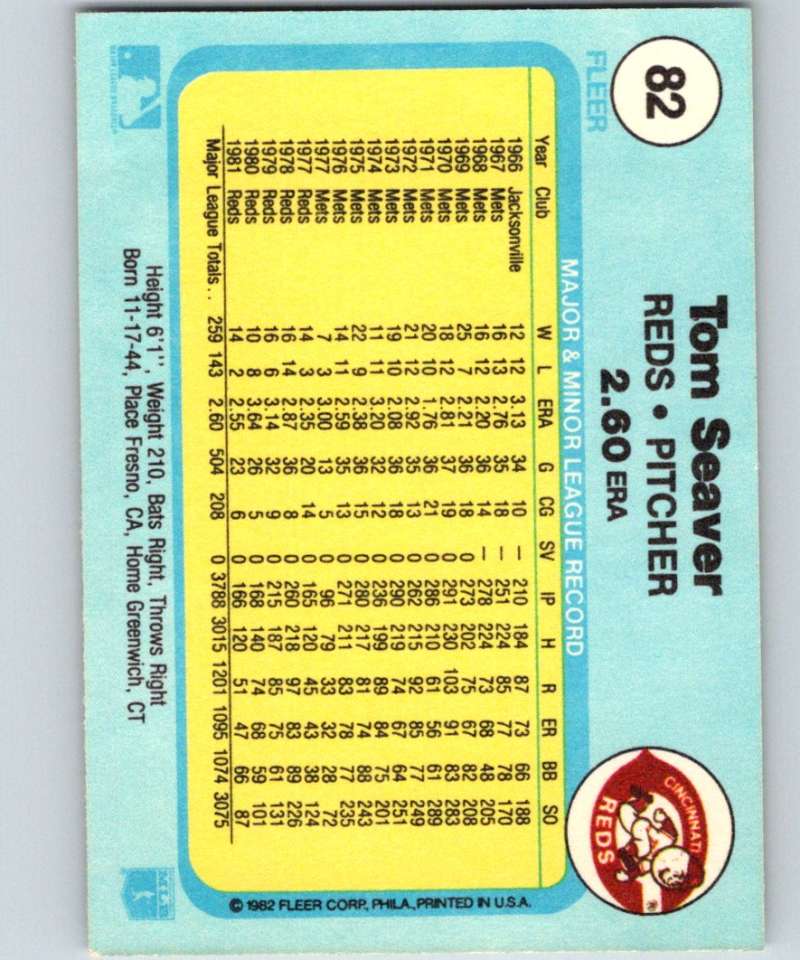 82
FLEER
Tom Seaver
REDS • PITCHER
2.60 ERA
CINCINNATI
REDS
®
MAJOR & MINOR LEAGUE RECORD
Year Club W L ERA G CG SV IP H R ER BB SO
1966 Jacksonville 12 12 3.13 34 10 — 210 184 87 73 66 188
1967 Mets 16 13 2.76 35 18 — 251 224 85 77 78 170
1968 Mets 16 12 2.20 36 14 — 278 224 73 68 48 205
1969 Mets 25 7 2.21 36 18 0 273 202 75 67 82 208
1970 Mets 18 12 2.81 37 19 0 291 230 103 91 83 283
1971 Mets 20 10 1.76 36 21 0 286 210 61 56 61 289
1972 Mets 21 12 2.92 35 13 0 262 215 92 85 77 249
1973 Mets 19 10 2.08 36 18 0 290 219 74 67 64 251
1974 Mets 11 11 3.20 32 12 0 236 199 89 84 75 201
1975 Mets 22 9 2.38 36 15 0 280 217 81 74 88 243
1976 Mets 14 11 2.59 35 13 0 271 211 83 78 77 235
1977 Mets 7 3 3.00 13 5 0 96 79 33 32 28 72
1977 Reds 14 3 2.35 20 14 0 165 120 45 43 38 124
1978 Reds 16 14 2.87 36 8 0 260 218 97 83 89 226
1979 Reds 16 6 3.14 32 9 0 215 187 85 75 61 131
1980 Reds 10 8 3.64 26 5 0 168 140 74 68 59 101
1981 Reds 14 2 2.55 23 6 0 166 120 51 47 66 87
Major League Totals . . 259 143 2.60 504 208 0 3788 3015 1201 1095 1074 3075
© 1982 FLEER CORP., PHILA., PRINTED IN U.S.A.
Height 6'1", Weight 210, Bats Right, Throws Right
Born 11-17-44, Place Fresno, CA, Home Greenwich, CT